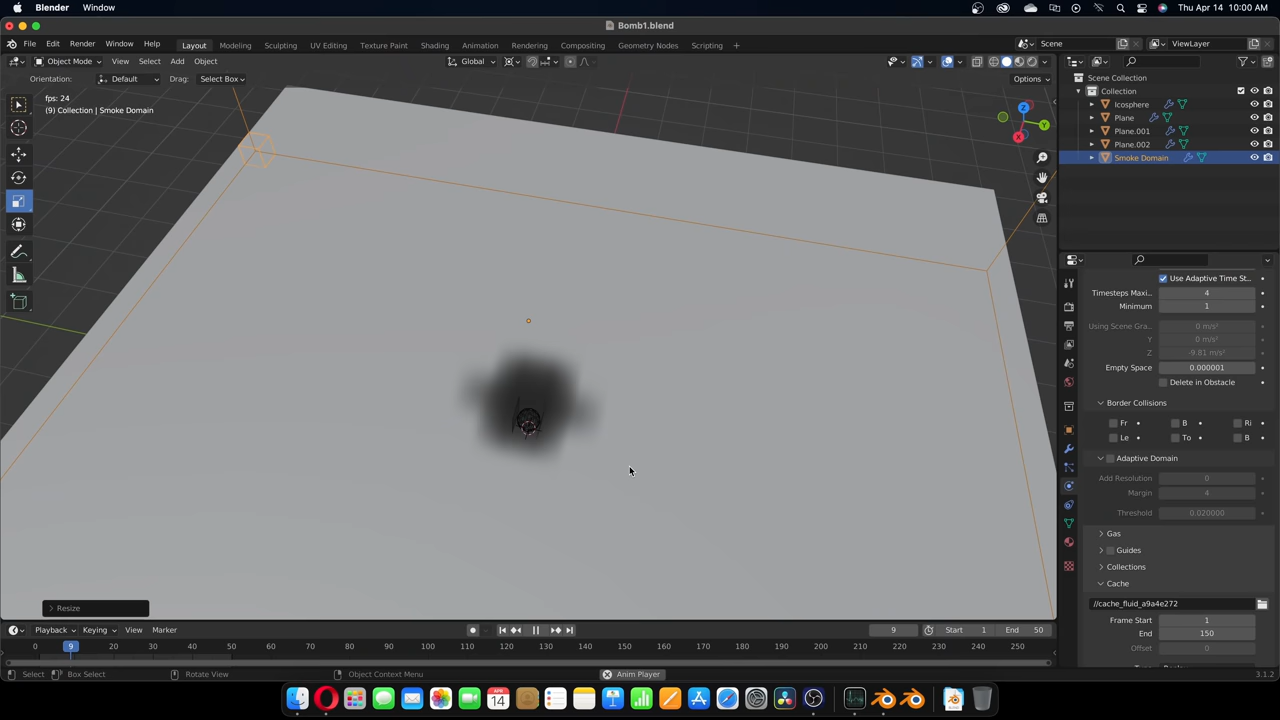 Blender Window Thu Apr 14 10:00 AM
Bomb1.blend
File Edit Render Window Help Layout Modeling Sculpting UV Editing Texture Paint Shading Animation Rendering Compositing Geometry Nodes Scripting + Scene ViewLayer
Object Mode View Select Add Object Global
Orientation: Default Drag: Select Box Options
fps: 24
(9) Collection | Smoke Domain
Z
Y
X
Scene Collection
Collection
Icosphere
Plane
Plane.001
Plane.002
Smoke Domain
Use Adaptive Time St...
Timesteps Maxi... 4
Minimum 1
Using Scene Gra... 0 m/s²
Y 0 m/s²
Z -9.81 m/s²
Empty Space 0.000001
Delete in Obstacle
Border Collisions
Fr B Ri
Le To B
Adaptive Domain
Add Resolution 0
Margin 4
Threshold 0.020000
Gas
Guides
Collections
Cache
//cache_fluid_a9a4e272
Frame Start 1
End 150
Offset 0
Resize
Playback Keying View Marker 9 Start 1 End 50
0 9 20 30 40 50 60 70 80 90 100 110 120 130 140 150 160 170 180 190 200 210 220 230 240 250
Select Box Select Rotate View Object Context Menu Anim Player 3.1.2
APR
14